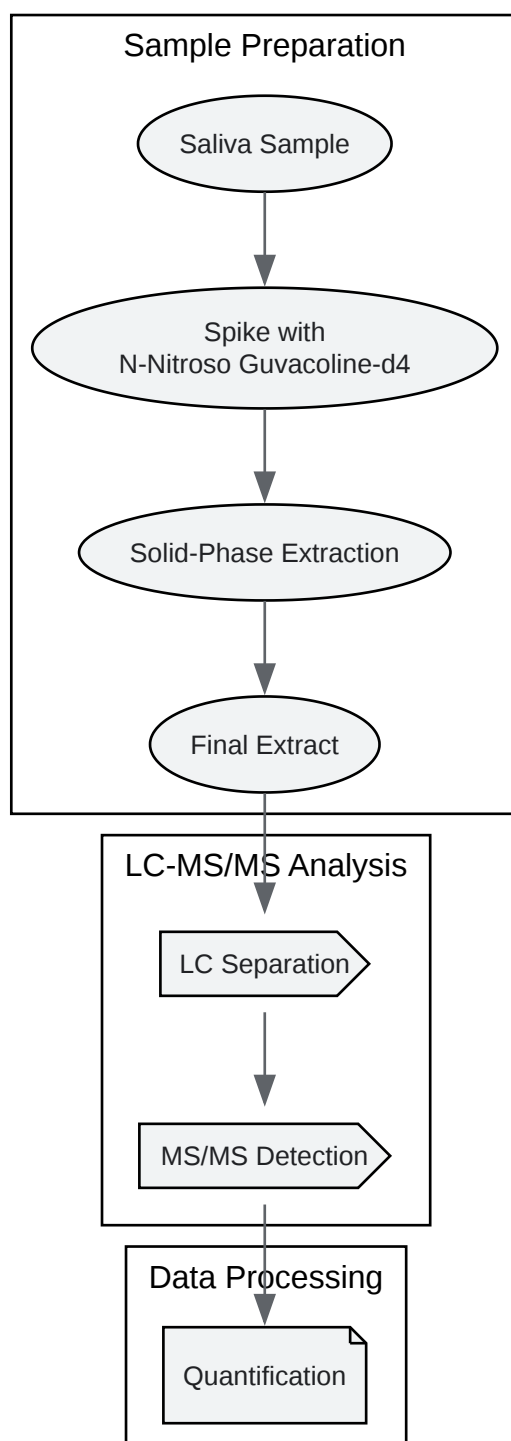 Sample Preparation
Saliva Sample
Spike with
N-Nitroso Guvacoline-d4
Solid-Phase Extraction
Final Extract
LC-MS/MS Analysis
LC Separation
MS/MS Detection
Data Processing
Quantification